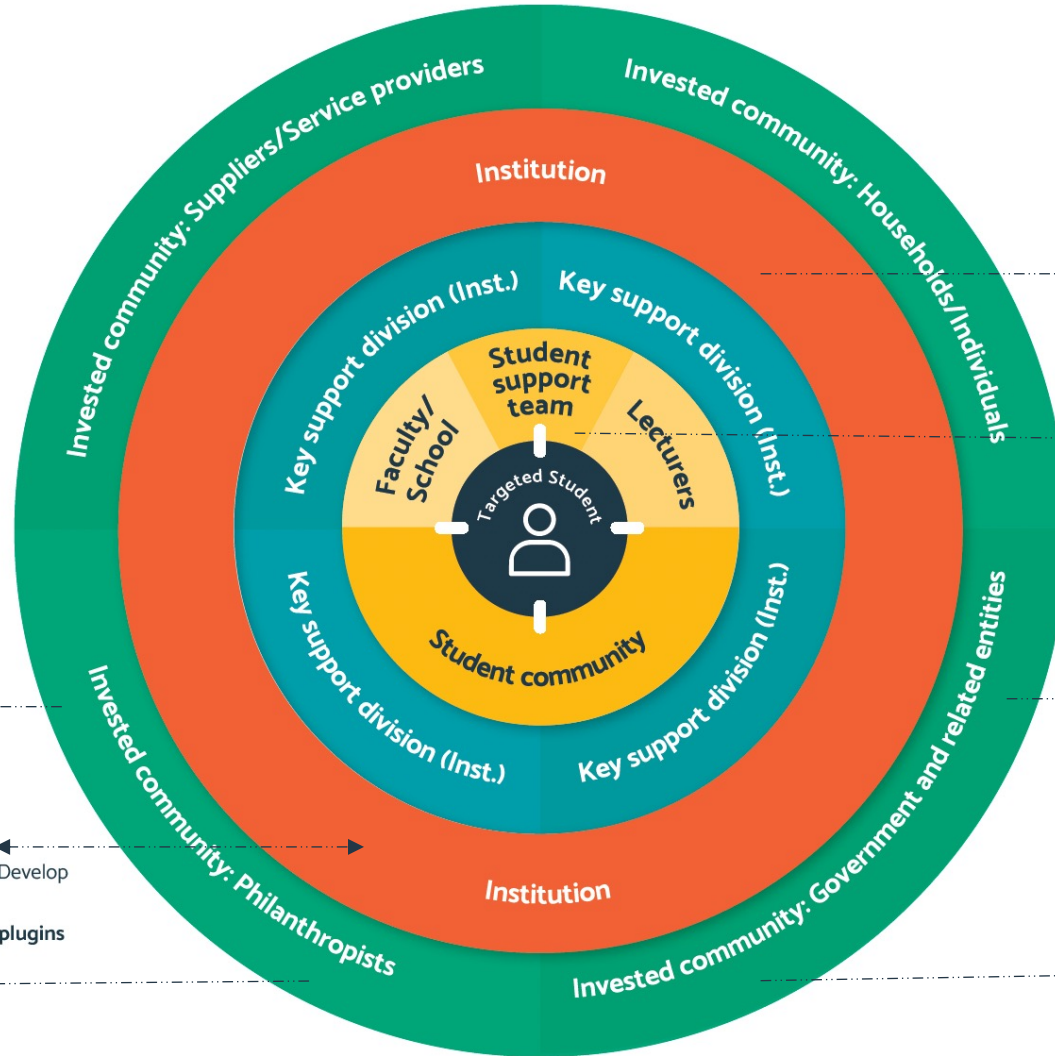 Invested community: Suppliers/Service providers
Invested community: Households/Individuals
Institution
Key support division (Inst.)
Key support division (Inst.)
Student
support
team
Faculty/
School
Lecturers
Targeted Student
Student community
Key support division (Inst.)
Key support division (Inst.)
Institution
Invested community: Philanthropists
Invested community: Government and related entities
Develop
plugins